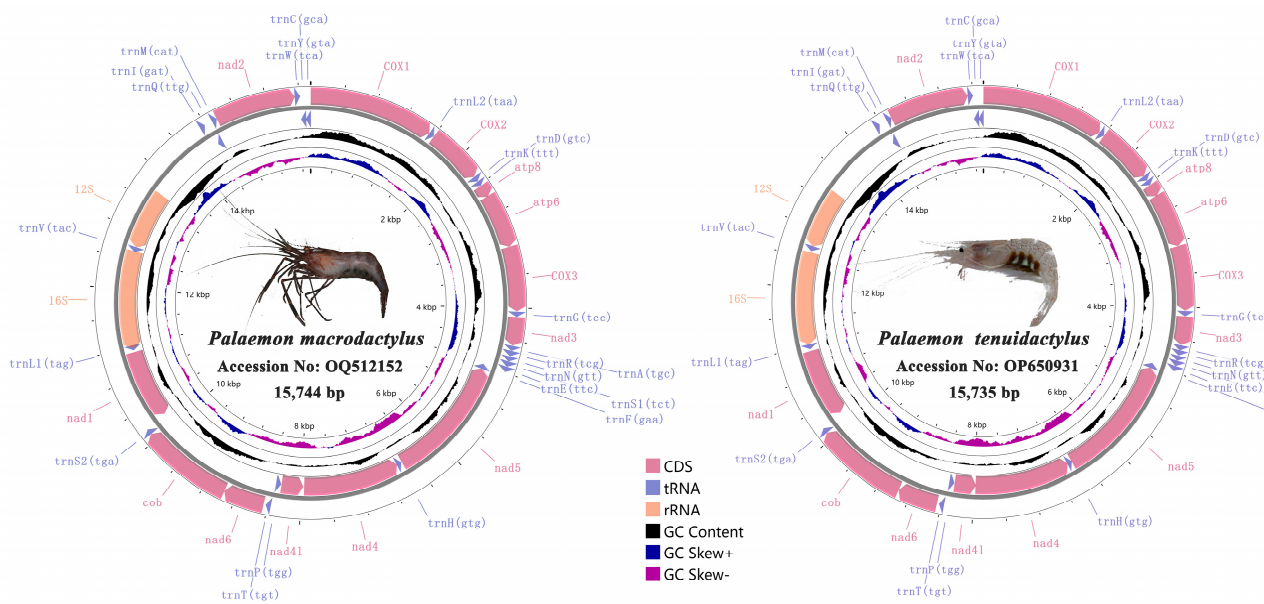 trnC(gca)
trnY(gta)
trnW(tca)
trnM(cat)
trnI(gat)
trnQ(ttg)
nad2
COX1
trnL2(taa)
COX2
trnD(gtc)
trnK(ttt)
atp8
atp6
COX3
trnG(tcc)
nad3
trnR(tcg)
trnA(tgc)
trnN(gtt)
trnE(ttc)
trnS1(tct)
trnF(gaa)
nad5
trnH(gtg)
nad4
nad4l
trnP(tgg)
trnT(tgt)
nad6
cob
trnS2(tga)
nad1
trnL1(tag)
16S
trnV(tac)
12S
14 kbp
2 kbp
12 kbp
4 kbp
10 kbp
6 kbp
8 kbp
Palaemon macrodactylus
Accession No: OQ512152
15,744 bp
CDS
tRNA
rRNA
GC Content
GC Skew+
GC Skew-
trnC(gca)
trnY(gta)
trnW(tca)
trnM(cat)
trnI(gat)
trnQ(ttg)
nad2
COX1
trnL2(taa)
COX2
trnD(gtc)
trnK(ttt)
atp8
atp6
COX3
trnG(tc
nad3
trnR(tcg
trnN(gtt)
trnE(ttc)
nad5
trnH(gtg)
nad4
nad4l
trnP(tgg)
trnT(tgt)
nad6
cob
trnS2(tga)
nad1
trnL1(tag)
16S
trnV(tac)
12S
14 kbp
2 kbp
12 kbp
4 kbp
10 kbp
6 kbp
8 kbp
Palaemon tenuidactylus
Accession No: OP650931
15,735 bp